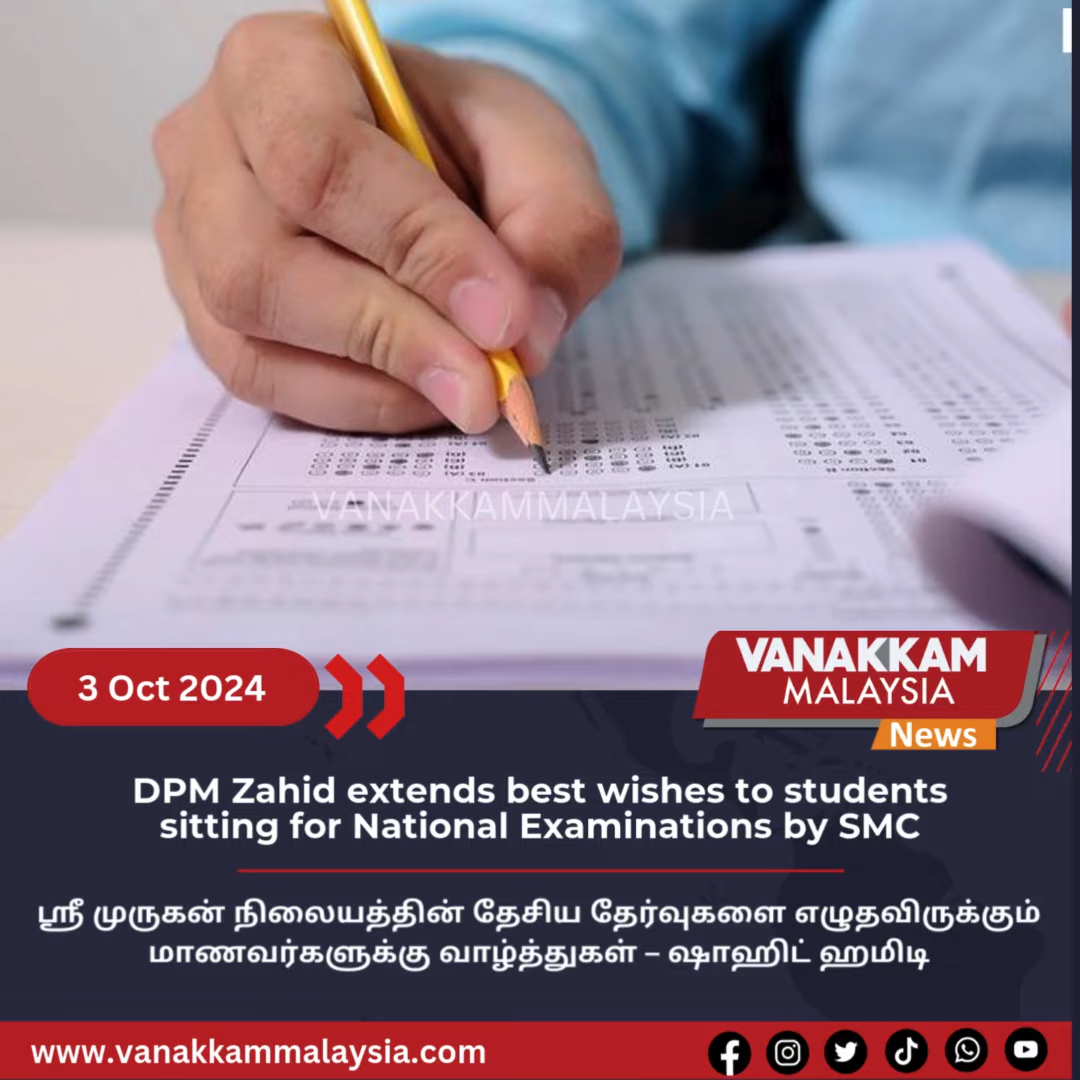 VANAKKAMMALAYSIA
3 Oct 2024
VANAKKAM
MALAYSIA
News
DPM Zahid extends best wishes to students
sitting for National Examinations by SMC
ஸ்ரீ முருகன் நிலையத்தின் தேசிய தேர்வுகளை எழுதவிருக்கும்
மாணவர்களுக்கு வாழ்த்துகள் – ஷாஹிட் ஹமிடி
www.vanakkammalaysia.com